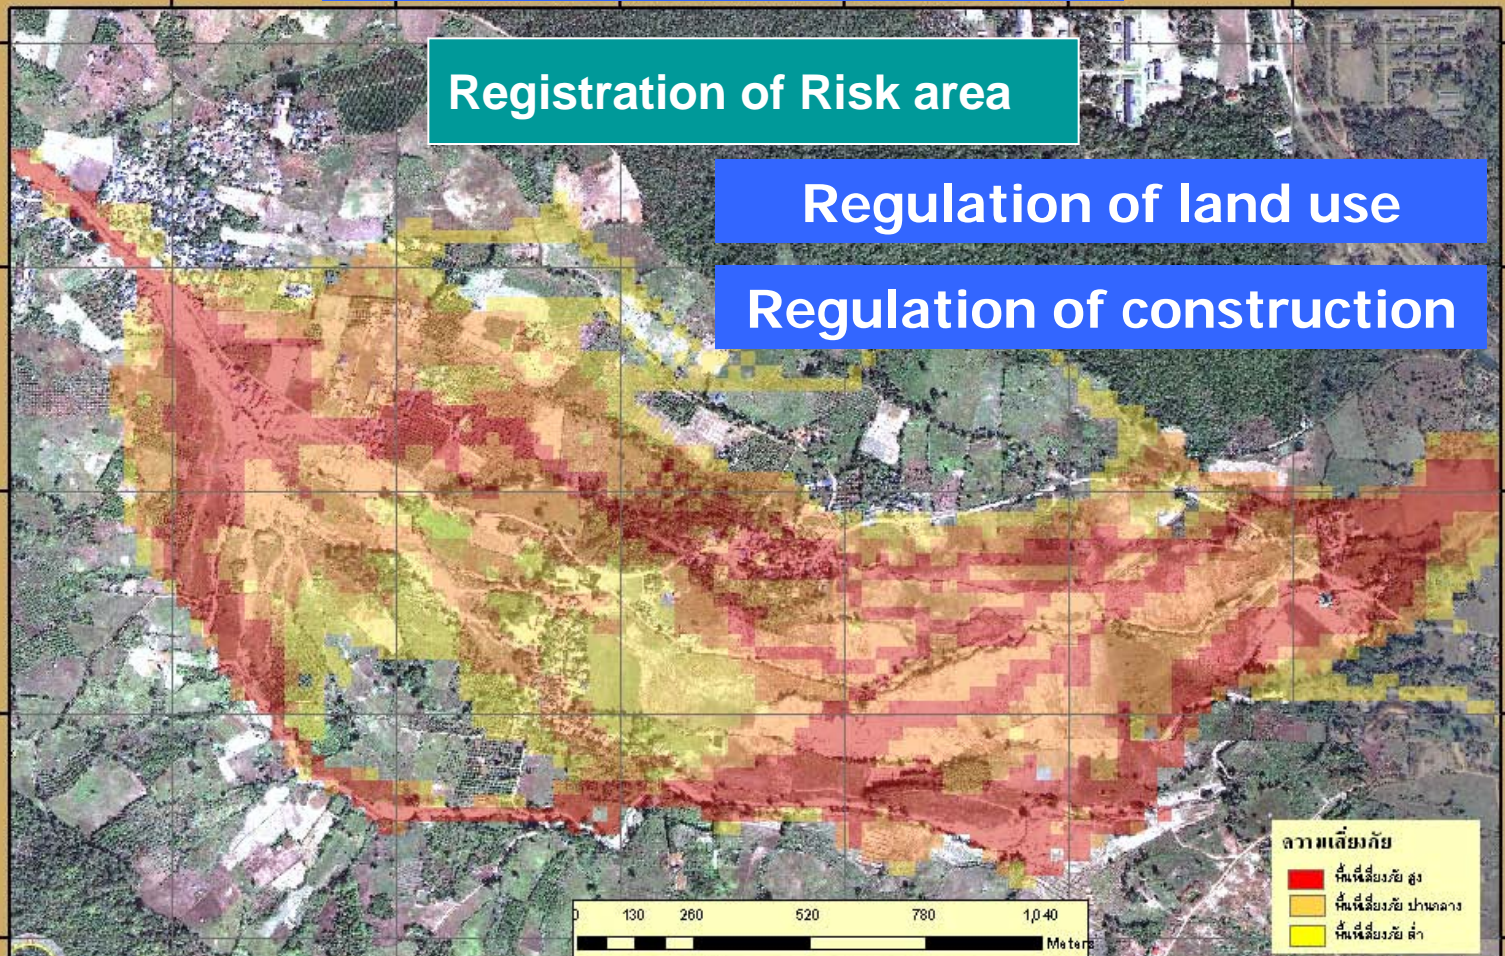 Registration of Risk area
Regulation of land use
Regulation of construction
0 130 260 520 780 1,040
Meters
ความเสี่ยงภัย
พื้นที่เสี่ยงภัย สูง
พื้นที่เสี่ยงภัย ปานกลาง
พื้นที่เสี่ยงภัย ต่ำ